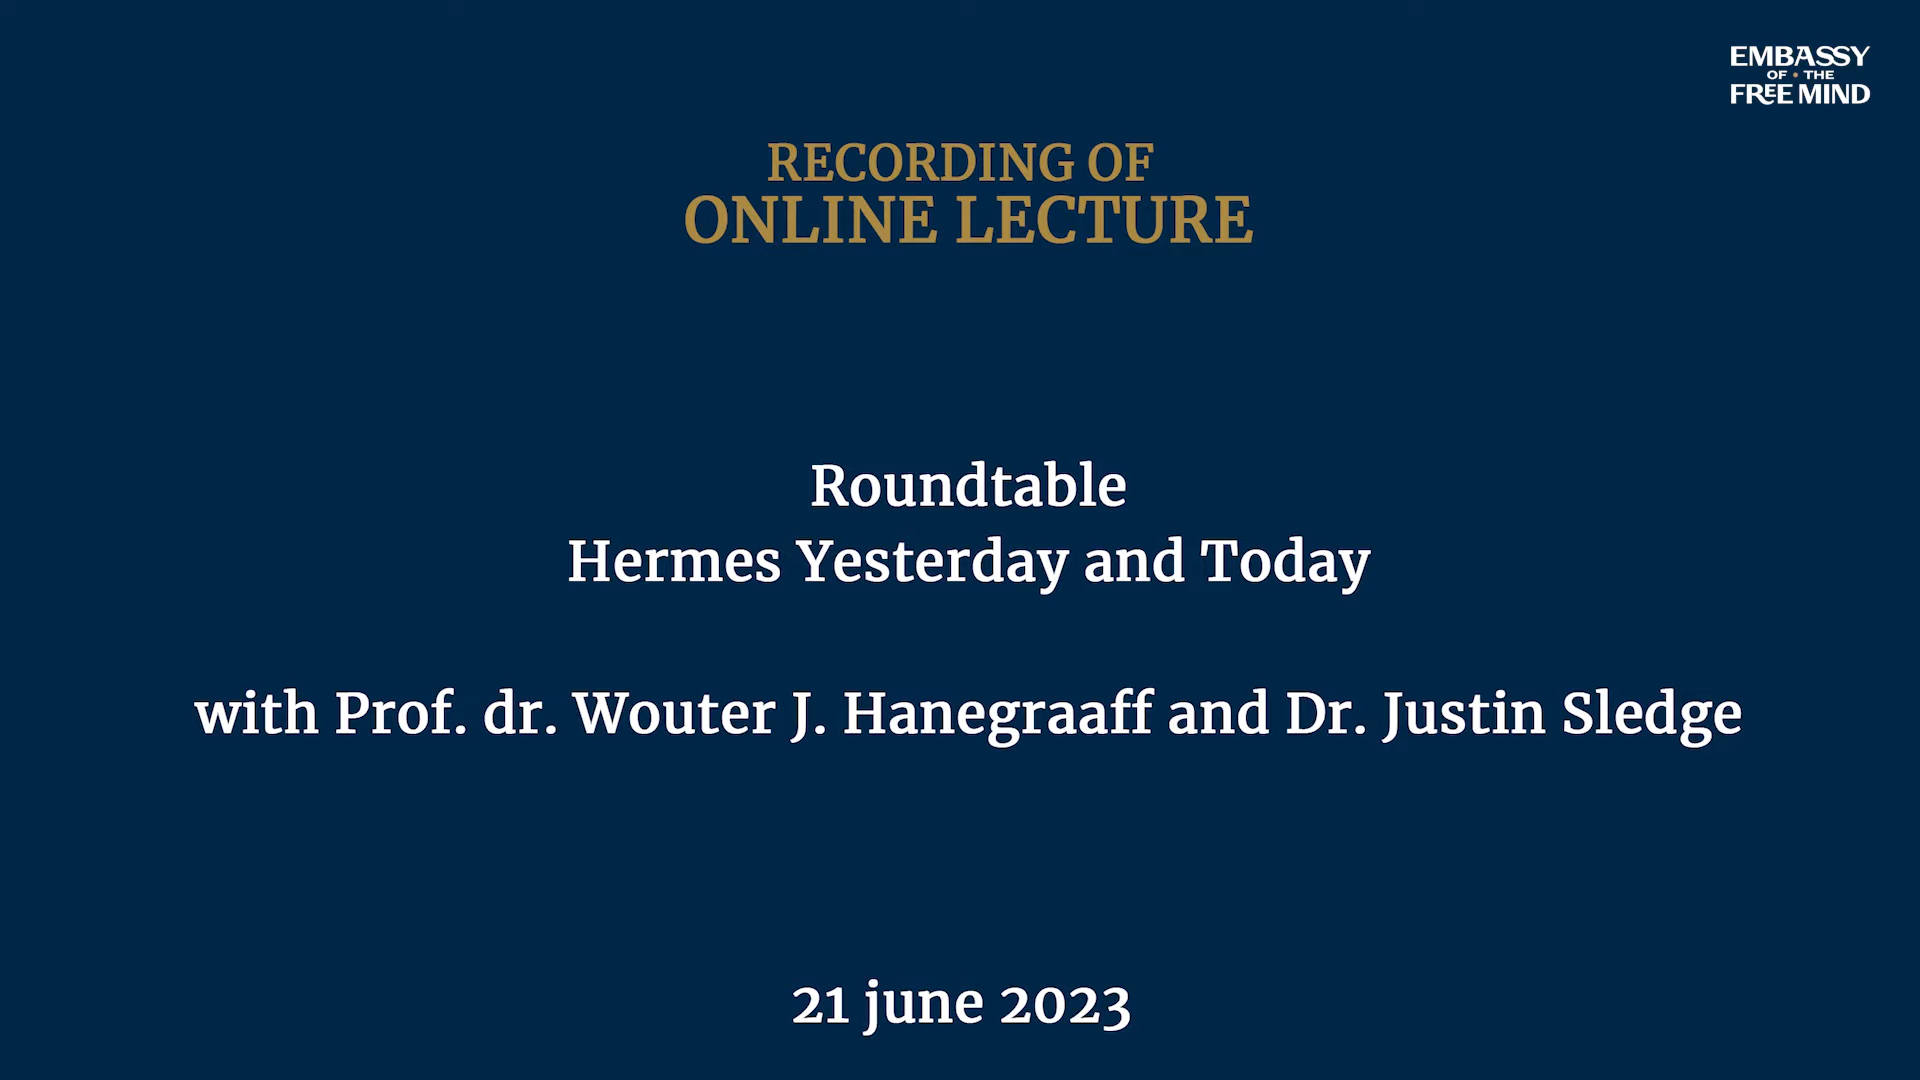 EMBASSY
OF • THE
FREE MIND
RECORDING OF
ONLINE LECTURE
Roundtable
Hermes Yesterday and Today
with Prof. dr. Wouter J. Hanegraaff and Dr. Justin Sledge
21 june 2023